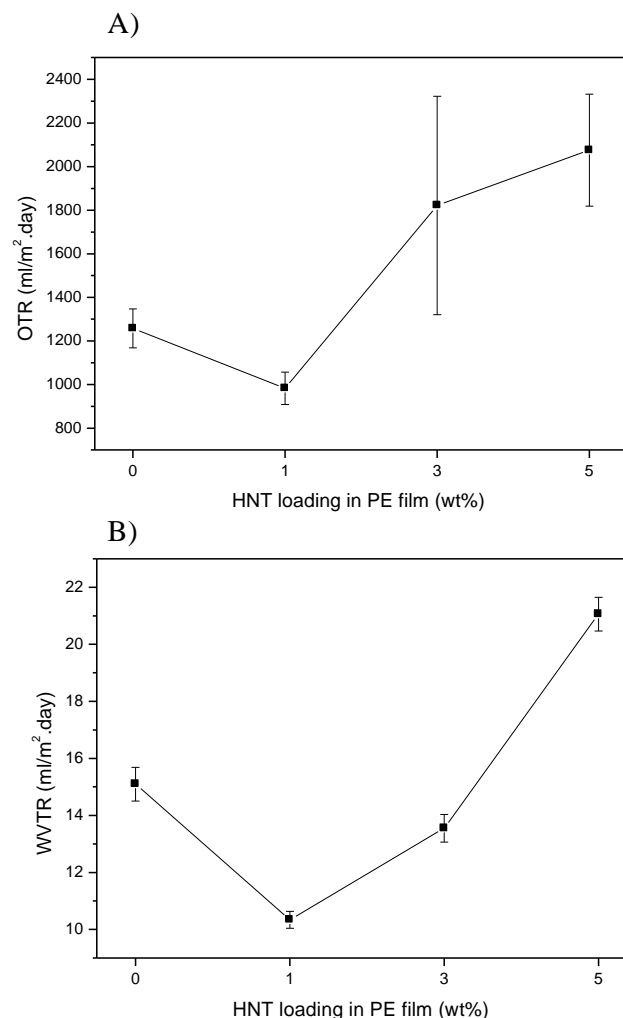 A)
2400
2200
2000
1800
1600
1400
1200
1000
800
OTR (ml/m².day)
0 1 3 5
HNT loading in PE film (wt%)
B)
22
20
18
16
14
12
10
WVTR (ml/m².day)
0 1 3 5
HNT loading in PE film (wt%)